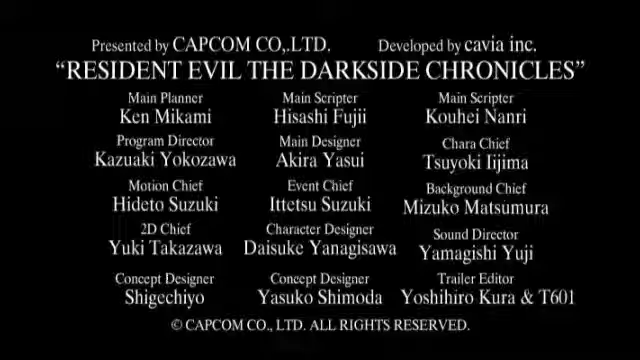 Presented by CAPCOM CO,.LTD. Developed by cavia inc.
“RESIDENT EVIL THE DARKSIDE CHRONICLES”
Main Planner Main Scripter Main Scripter
Ken Mikami Hisashi Fujii Kouhei Nanri
Program Director Main Designer Chara Chief
Kazuaki Yokozawa Akira Yasui Tsuyoki Iijima
Motion Chief Event Chief Background Chief
Hideto Suzuki Ittetsu Suzuki Mizuko Matsumura
2D Chief Character Designer Sound Director
Yuki Takazawa Daisuke Yanagisawa Yamagishi Yuji
Concept Designer Concept Designer Trailer Editor
Shigechiyo Yasuko Shimoda Yoshihiro Kura & T601
© CAPCOM CO., LTD. ALL RIGHTS RESERVED.